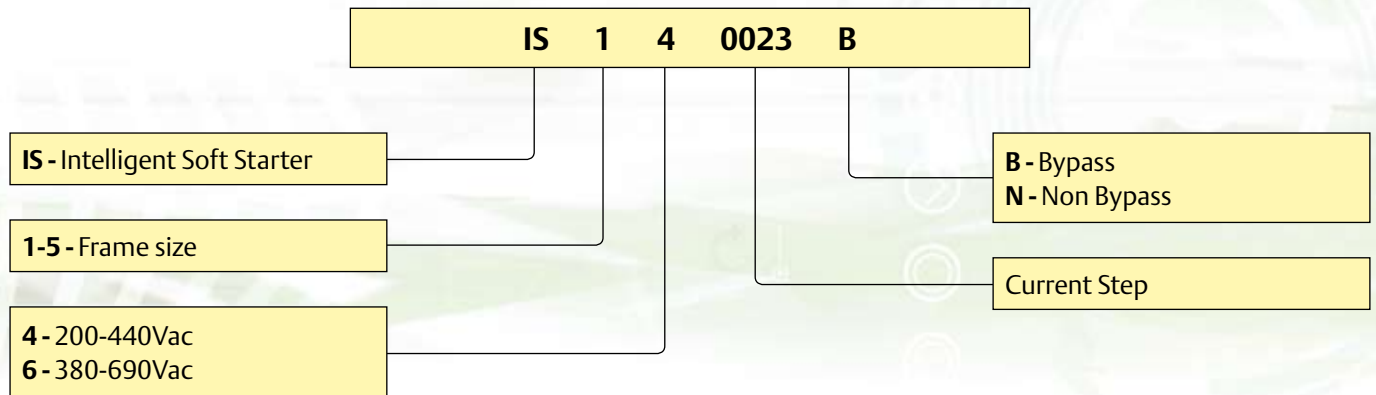 IS 1 4 0023 B
IS - Intelligent Soft Starter
1-5 - Frame size
4 - 200-440Vac
6 - 380-690Vac
B - Bypass
N - Non Bypass
Current Step